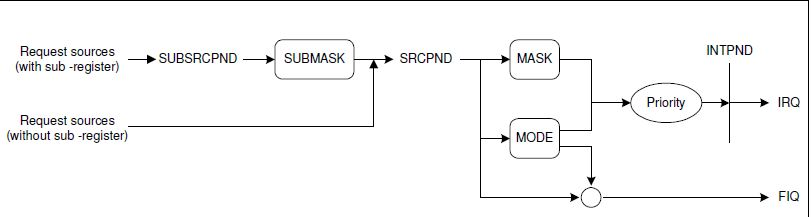 Request sources
(with sub -register)
SUBSRCPND
SUBMASK
SRCPND
MASK
INTPND
Priority
IRQ
Request sources
(without sub -register)
MODE
FIQ